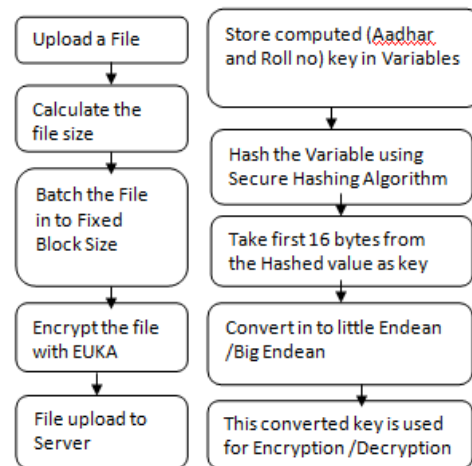 Upload a File
Calculate the
file size
Batch the File
in to Fixed
Block Size
Encrypt the file
with EUKA
File upload to
Server
Store computed (Aadhar
and Roll no) key in Variables
Hash the Variable using
Secure Hashing Algorithm
Take first 16 bytes from
the Hashed value as key
Convert in to little Endean
/Big Endean
This converted key is used
for Encryption /Decryption